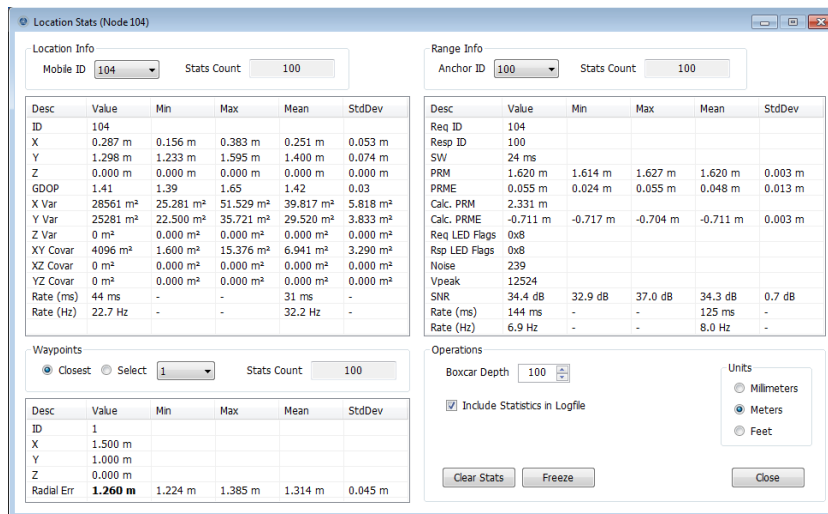 Location Stats (Node 104)
Location Info
Mobile ID 104 Stats Count 100
Desc Value Min Max Mean StdDev
ID 104
X 0.287 m 0.156 m 0.383 m 0.251 m 0.053 m
Y 1.298 m 1.233 m 1.595 m 1.400 m 0.074 m
Z 0.000 m 0.000 m 0.000 m 0.000 m 0.000 m
GDOP 1.41 1.39 1.65 1.42 0.03
X Var 28561 m² 25.281 m² 51.529 m² 39.817 m² 5.818 m²
Y Var 25281 m² 22.500 m² 35.721 m² 29.520 m² 3.833 m²
Z Var 0 m² 0.000 m² 0.000 m² 0.000 m² 0.000 m²
XY Covar 4096 m² 1.600 m² 15.376 m² 6.941 m² 3.290 m²
XZ Covar 0 m² 0.000 m² 0.000 m² 0.000 m² 0.000 m²
YZ Covar 0 m² 0.000 m² 0.000 m² 0.000 m² 0.000 m²
Rate (ms) 44 ms - - 31 ms -
Rate (Hz) 22.7 Hz - - 32.2 Hz -
Range Info
Anchor ID 100 Stats Count 100
Desc Value Min Max Mean StdDev
Req ID 104
Resp ID 100
SW 24 ms
PRM 1.620 m 1.614 m 1.627 m 1.620 m 0.003 m
PRME 0.055 m 0.024 m 0.055 m 0.048 m 0.013 m
Calc. PRM 2.331 m
Calc. PRME -0.711 m -0.717 m -0.704 m -0.711 m 0.003 m
Req LED Flags 0x8
Rsp LED Flags 0x8
Noise 239
Vpeak 12524
SNR 34.4 dB 32.9 dB 37.0 dB 34.3 dB 0.7 dB
Rate (ms) 144 ms - - 125 ms -
Rate (Hz) 6.9 Hz - - 8.0 Hz -
Waypoints
Closest Select 1 Stats Count 100
Desc Value Min Max Mean StdDev
ID 1
X 1.500 m
Y 1.000 m
Z 0.000 m
Radial Err 1.260 m 1.224 m 1.385 m 1.314 m 0.045 m
Operations
Boxcar Depth 100
Include Statistics in Logfile
Units
Millimeters
Meters
Feet
Clear Stats Freeze Close